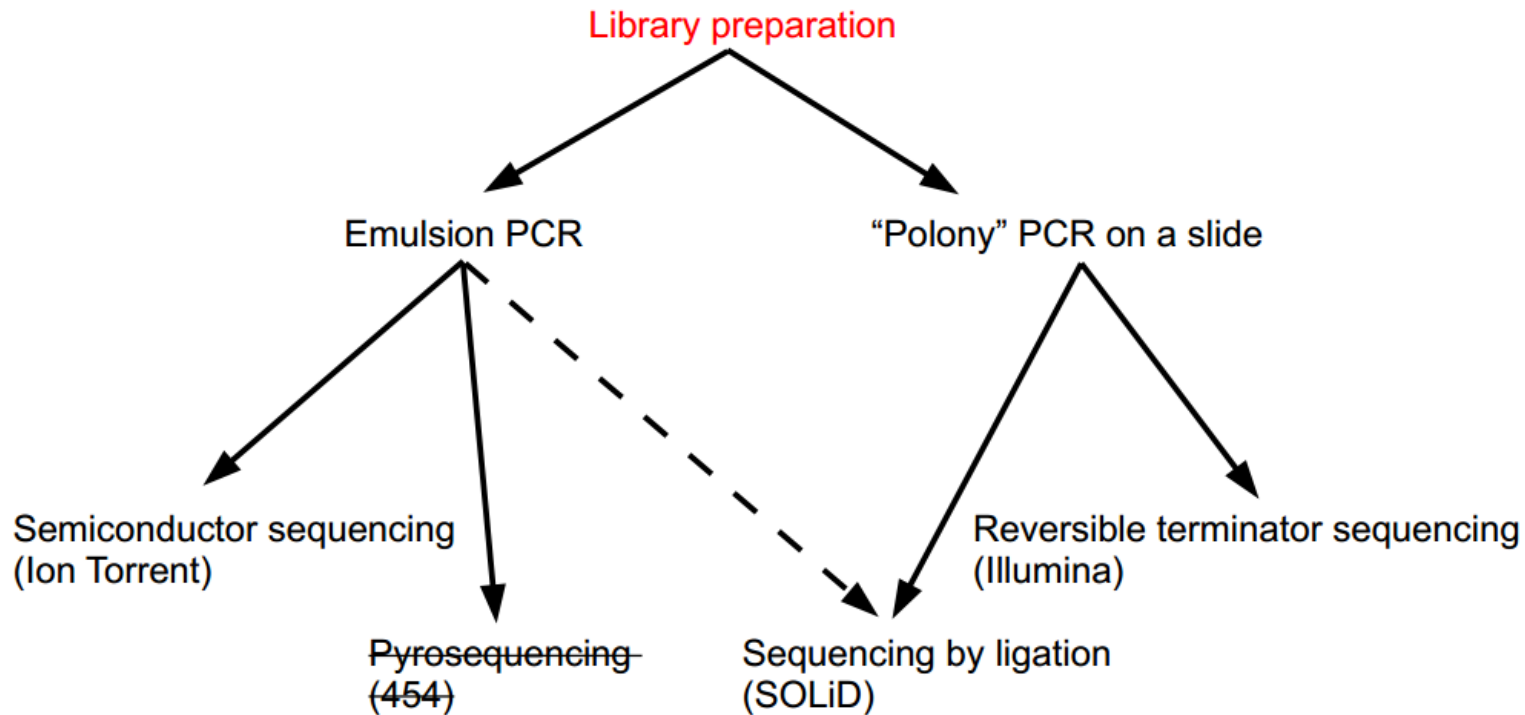 Library preparation
Emulsion PCR
“Polony” PCR on a slide
Semiconductor sequencing
(Ion Torrent)
Reversible terminator sequencing
(Illumina)
Pyrosequencing
(454)
Sequencing by ligation
(SOLiD)